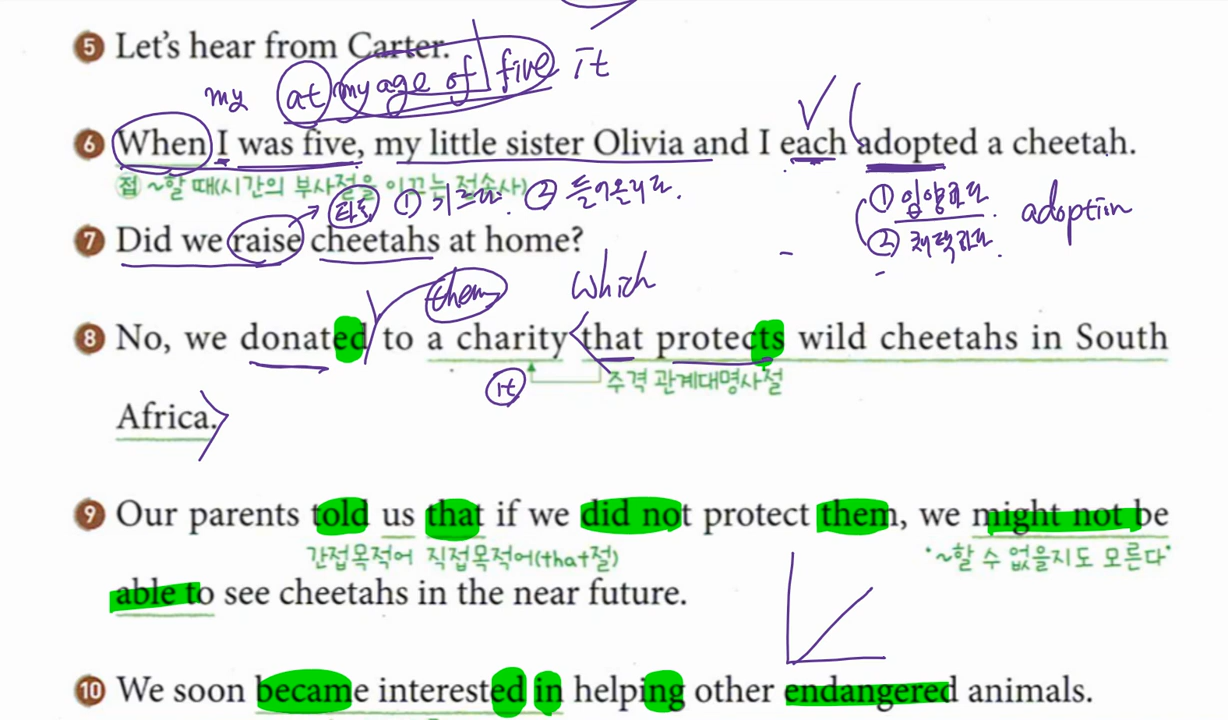 5 Let's hear from Carter.
my at my age of five it
6 When I was five, my little sister Olivia and I each adopted a cheetah.
접 ~할 때(시간의 부사절을 이끄는 접속사)
타동 ① 기르다. ② 들어올리다.
① 입양하다
② 채택하다.
adoption
7 Did we raise cheetahs at home?
them which
8 No, we donated to a charity that protects wild cheetahs in South
it 주격 관계대명사절
Africa.
9 Our parents told us that if we did not protect them, we might not be
간접목적어 직접목적어(that+절) '~할 수 없을지도 모른다'
able to see cheetahs in the near future.
10 We soon became interested in helping other endangered animals.